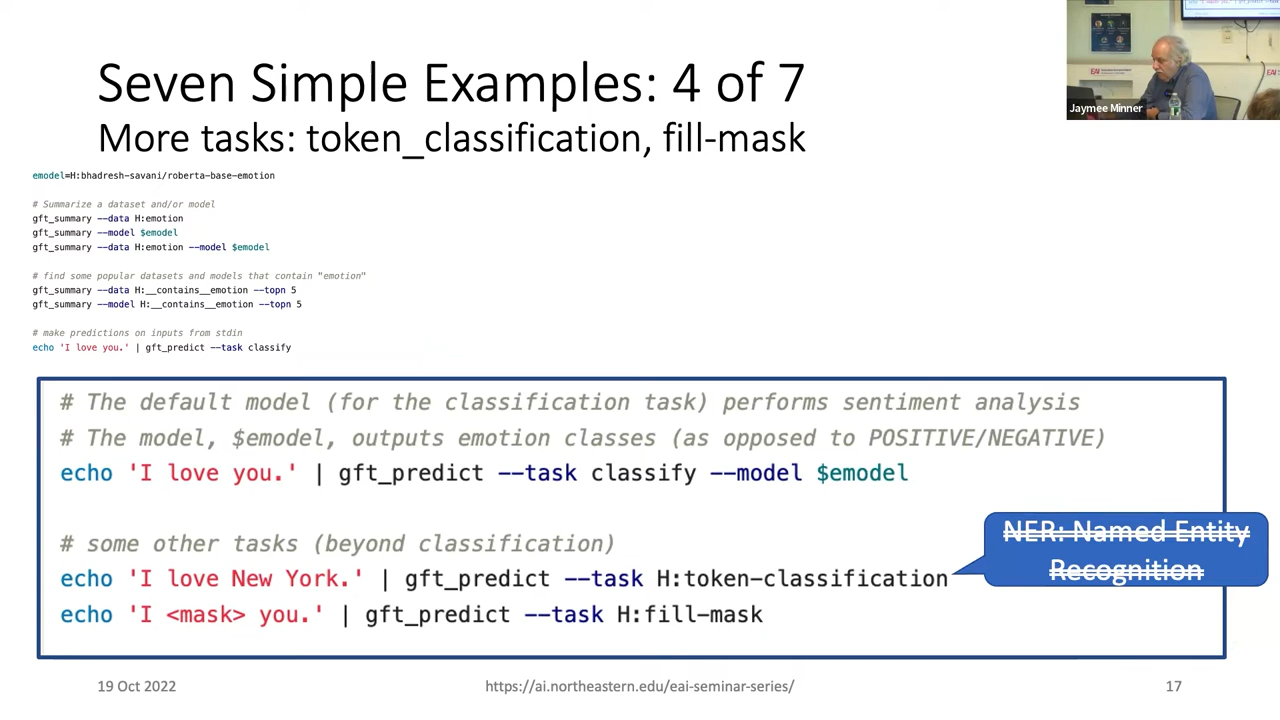 Seven Simple Examples: 4 of 7
More tasks: token_classification, fill-mask
emodel=H:bhadresh-savani/roberta-base-emotion
# Summarize a dataset and/or model
gft_summary --data H:emotion
gft_summary --model $emodel
gft_summary --data H:emotion --model $emodel
# find some popular datasets and models that contain "emotion"
gft_summary --data H:__contains__emotion --topn 5
gft_summary --model H:__contains__emotion --topn 5
# make predictions on inputs from stdin
echo 'I love you.' | gft_predict --task classify
# The default model (for the classification task) performs sentiment analysis
# The model, $emodel, outputs emotion classes (as opposed to POSITIVE/NEGATIVE)
echo 'I love you.' | gft_predict --task classify --model $emodel
# some other tasks (beyond classification)
echo 'I love New York.' | gft_predict --task H:token-classification
echo 'I <mask> you.' | gft_predict --task H:fill-mask
NER: Named Entity
Recognition
19 Oct 2022
https://ai.northeastern.edu/eai-seminar-series/
17
Jaymee Minner
EAI
EAI